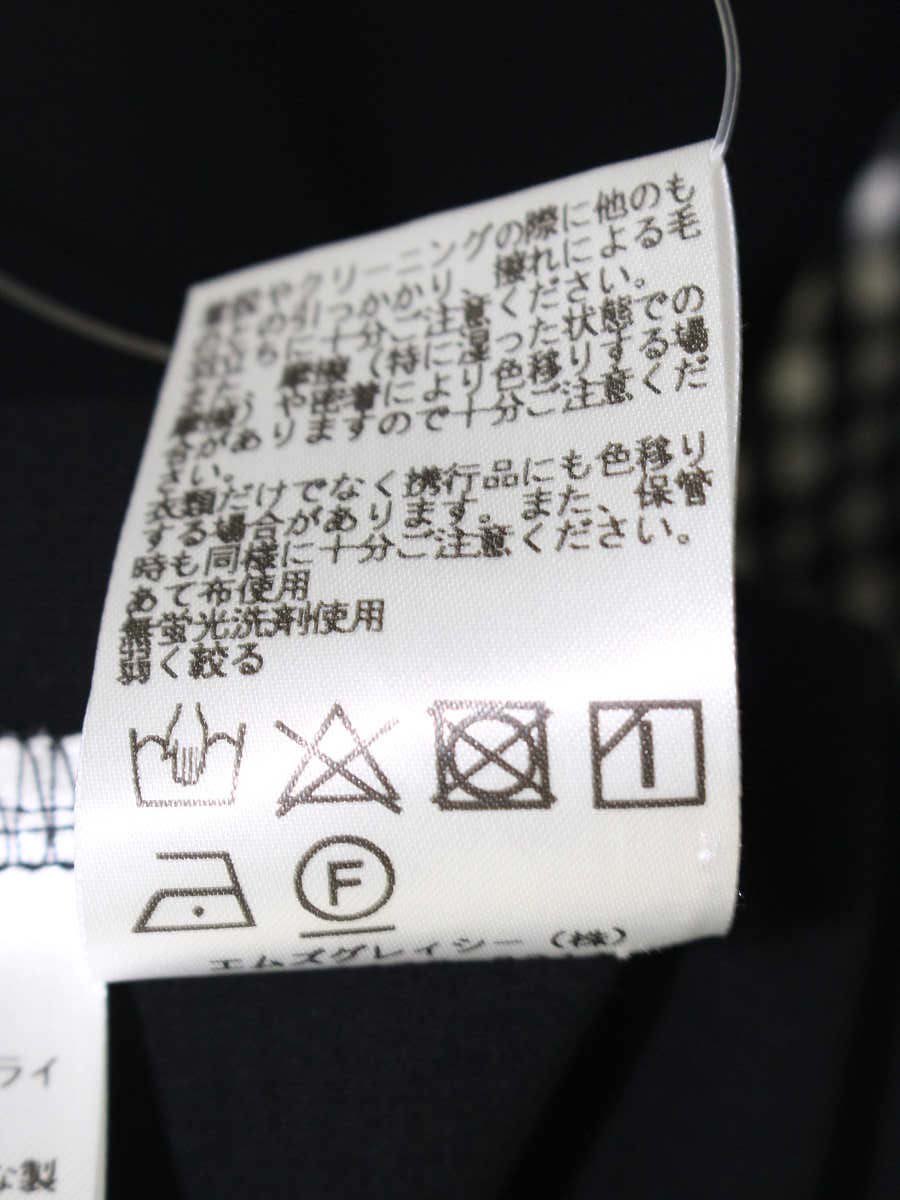 着用やクリーニングの際に他のも
のとの引っかかり、擦れによる毛
羽立ちに十分ご注意ください。
また、摩擦(特に湿った状態での
摩擦)や密着により色移りする場
合がありますので十分ご注意くだ
さい。
衣類だけでなく携行品にも色移り
する場合があります。また、保管
時も同様に十分ご注意ください。
あて布使用
無蛍光洗剤使用
弱く絞る
F
エムズグレイシー(株)
ライ
な製